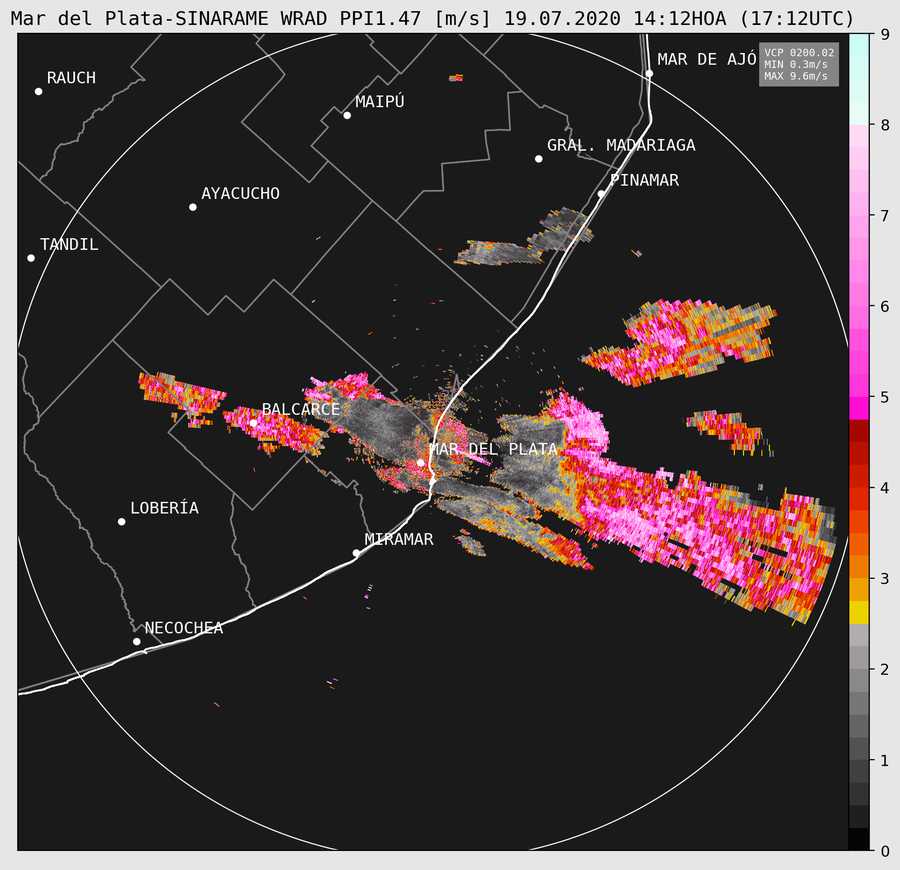 Mar del Plata-SINARAME WRAD PPI1.47 [m/s] 19.07.2020 14:12HOA (17:12UTC)
VCP 0200.02
MIN 0.3m/s
MAX 9.6m/s
MAR DE AJÓ
RAUCH
MAIPÚ
GRAL. MADARIAGA
PINAMAR
AYACUCHO
TANDIL
BALCARCE
MAR DEL PLATA
LOBERÍA
MIRAMAR
NECOCHEA
9
8
7
6
5
4
3
2
1
0